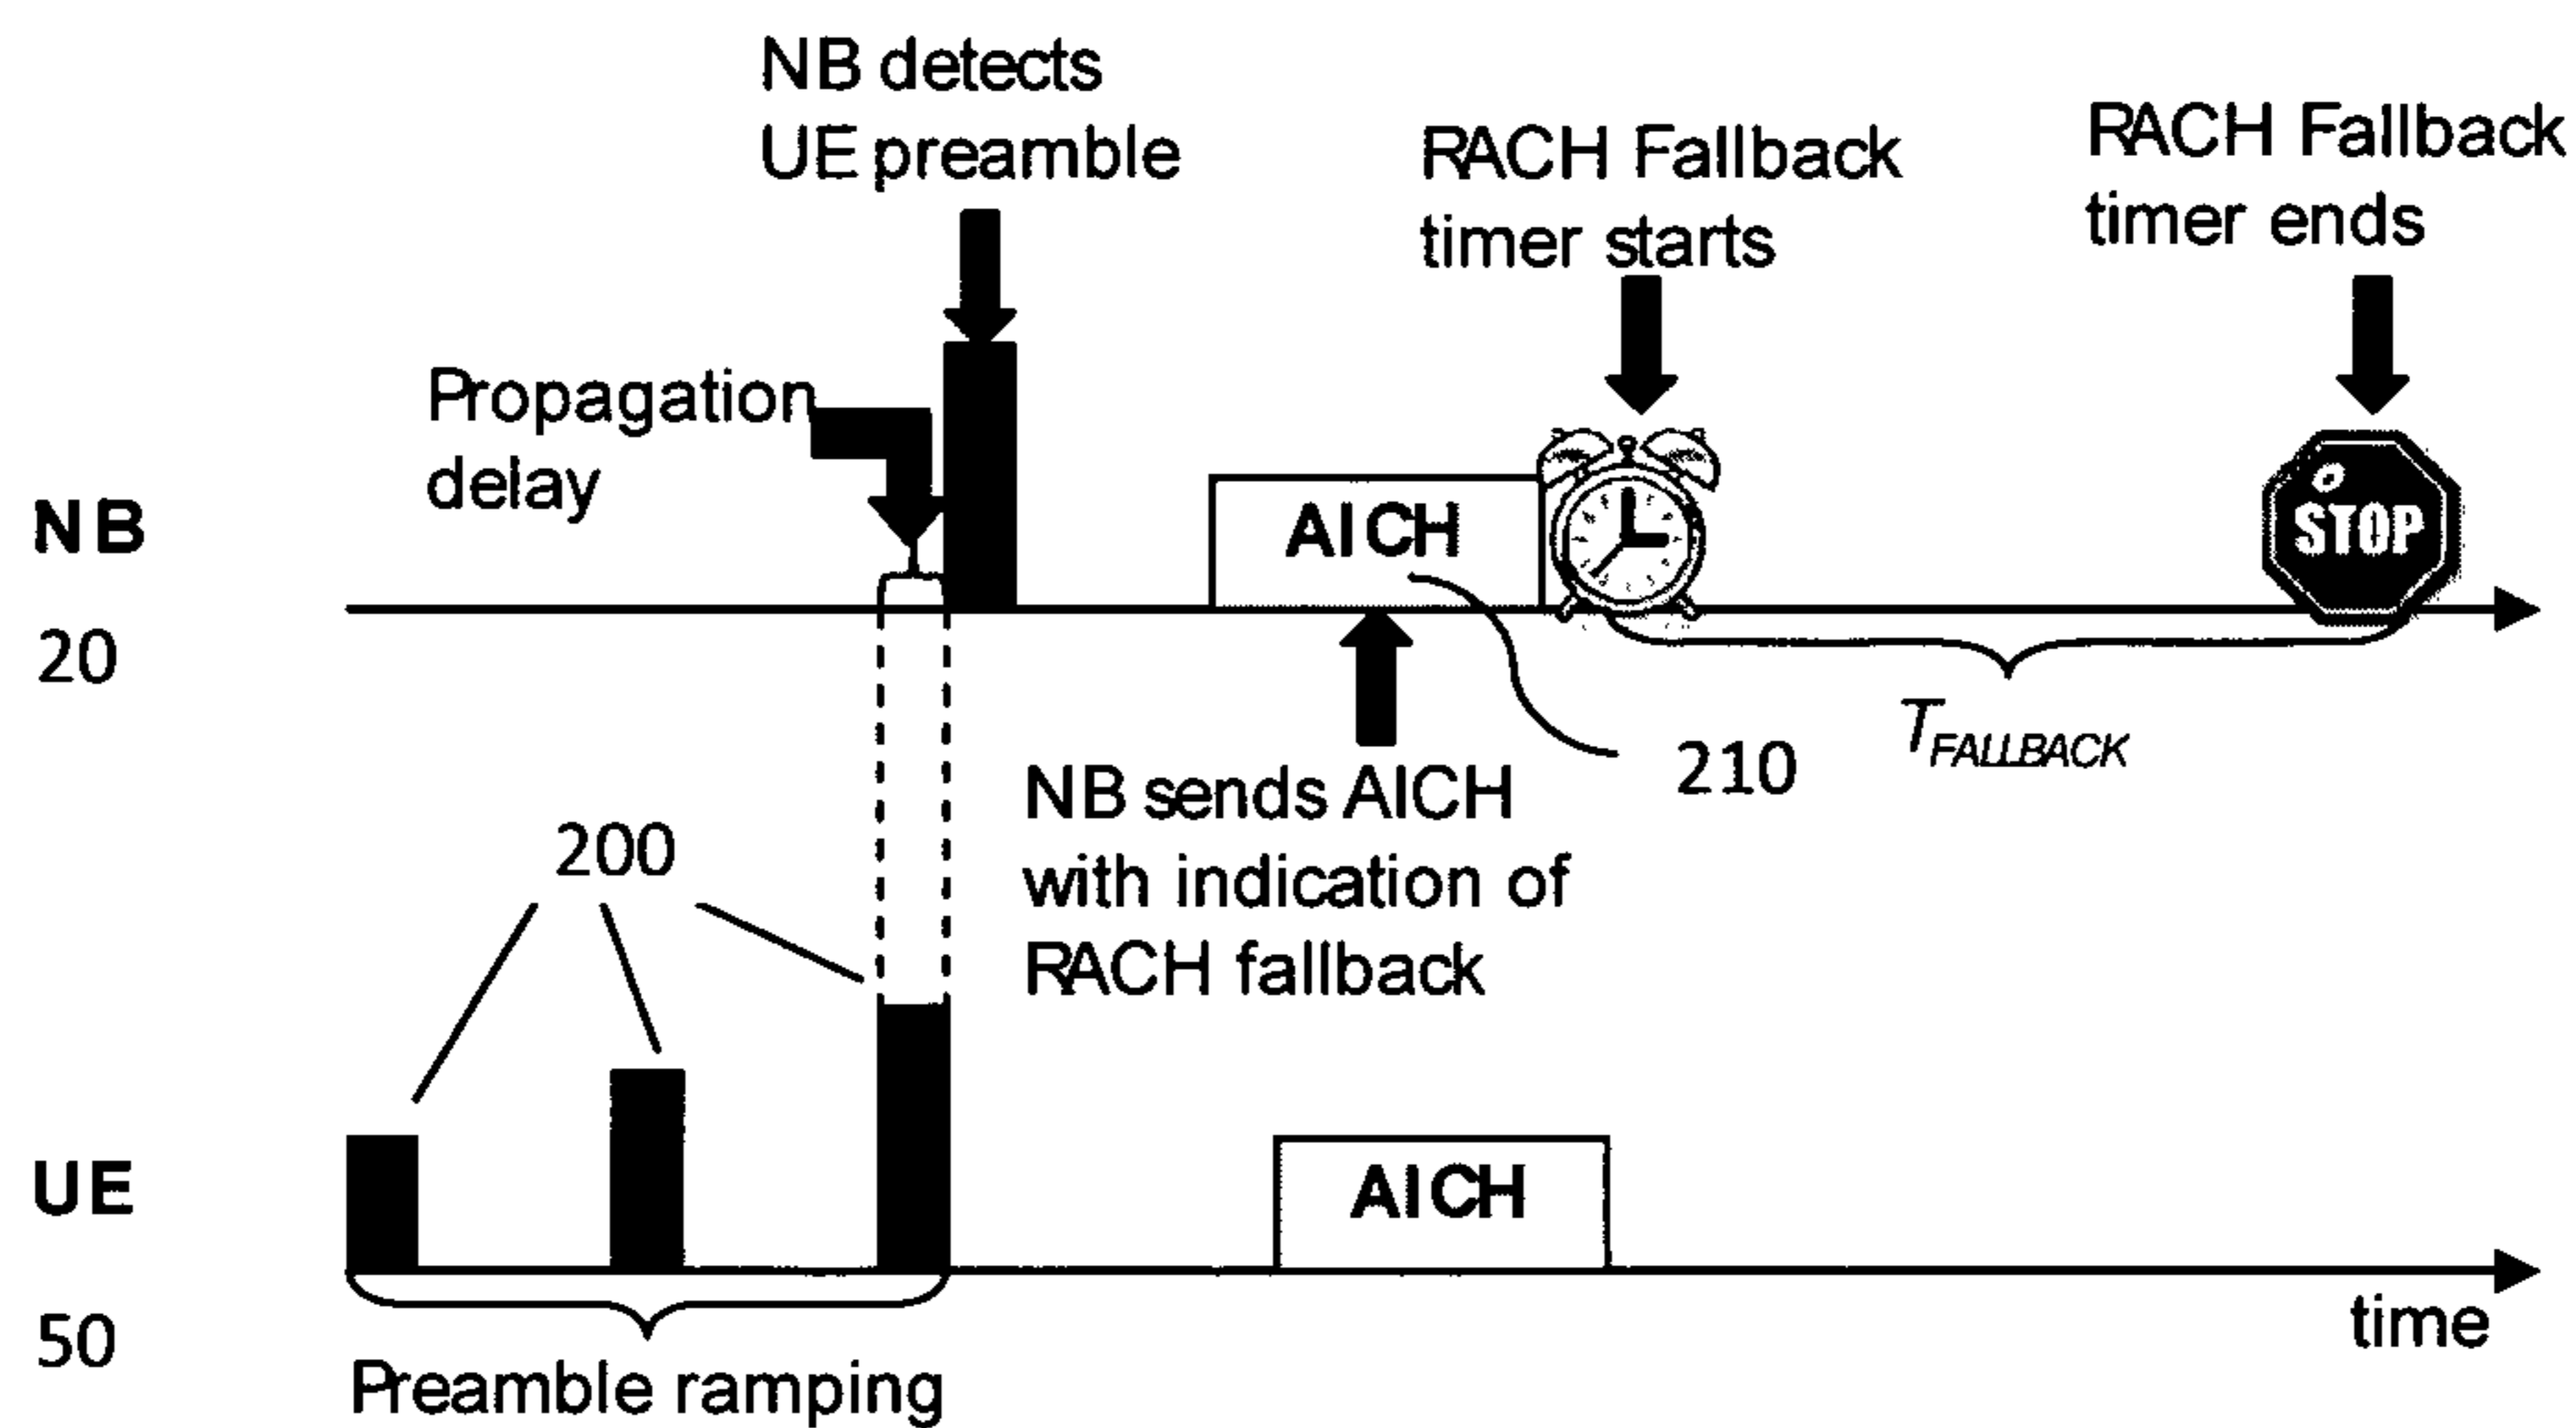 NB detects
UE preamble
RACH Fallback
timer starts
RACH Fallback
timer ends
Propagation
delay
NB
20
AICH
STOP
T_FALLBACK
210
NB sends AICH
with indication of
RACH fallback
200
UE
50
AICH
time
Preamble ramping